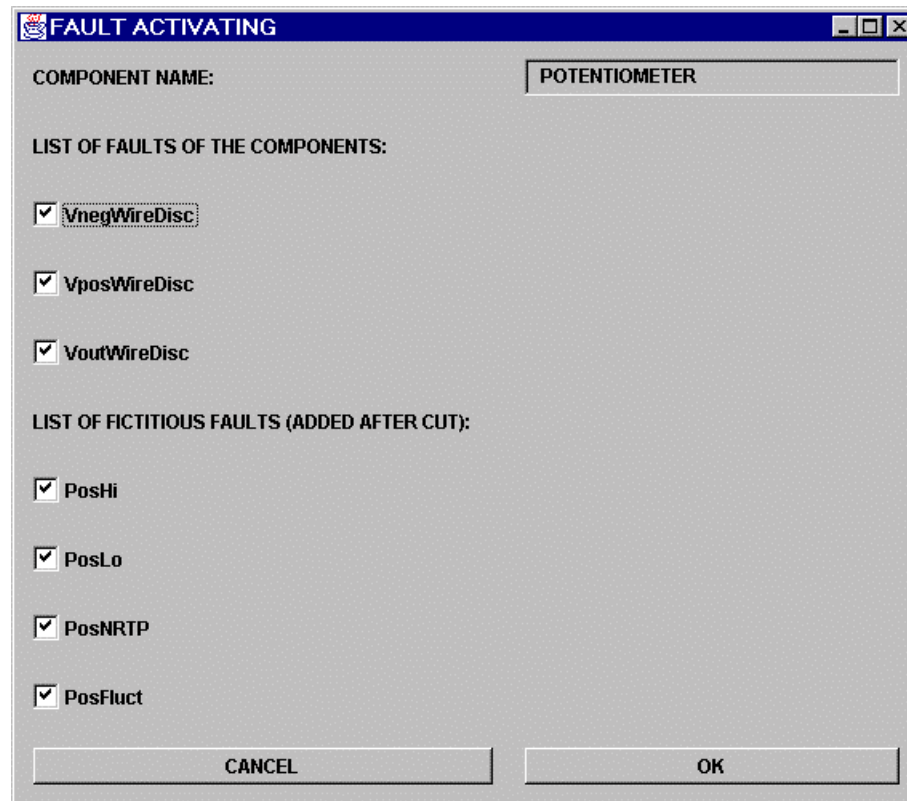 FAULT ACTIVATING
COMPONENT NAME: POTENTIOMETER
LIST OF FAULTS OF THE COMPONENTS:
VnegWireDisc
VposWireDisc
VoutWireDisc
LIST OF FICTITIOUS FAULTS (ADDED AFTER CUT):
PosHi
PosLo
PosNRTP
PosFluct
CANCEL OK